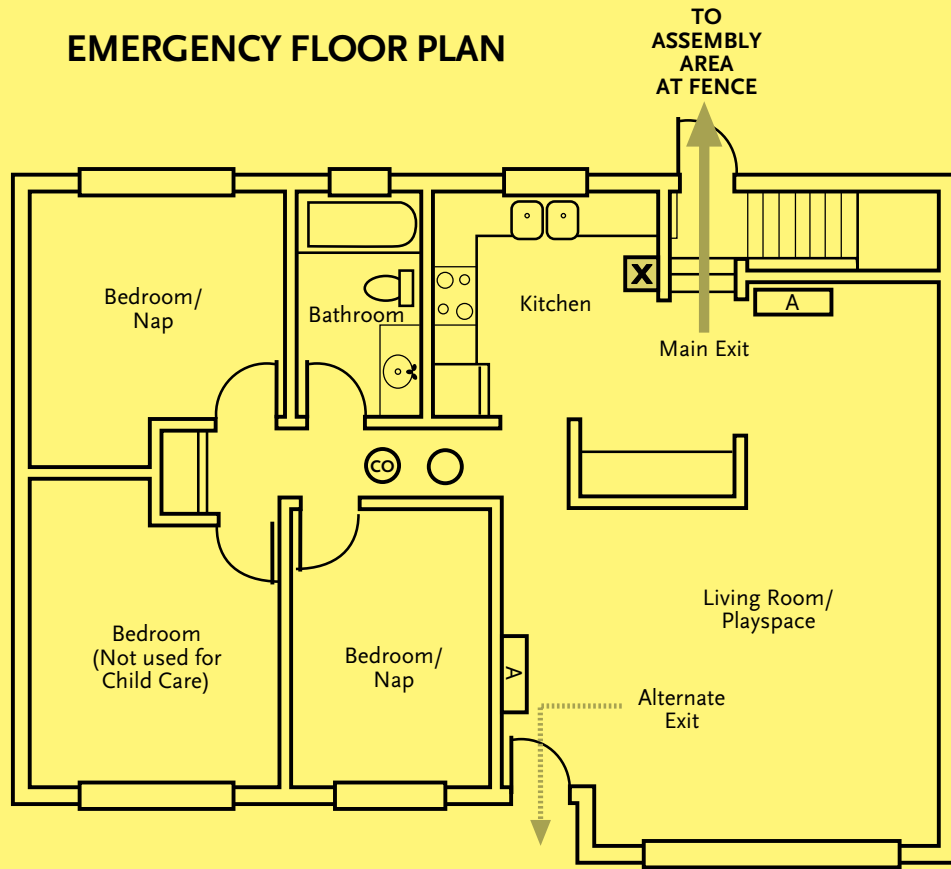 EMERGENCY FLOOR PLAN
TO
ASSEMBLY
AREA
AT FENCE
Bedroom/
Nap
Bathroom
Kitchen
X
A
Main Exit
CO
Bedroom
(Not used for
Child Care)
Bedroom/
Nap
A
Living Room/
Playspace
Alternate
Exit